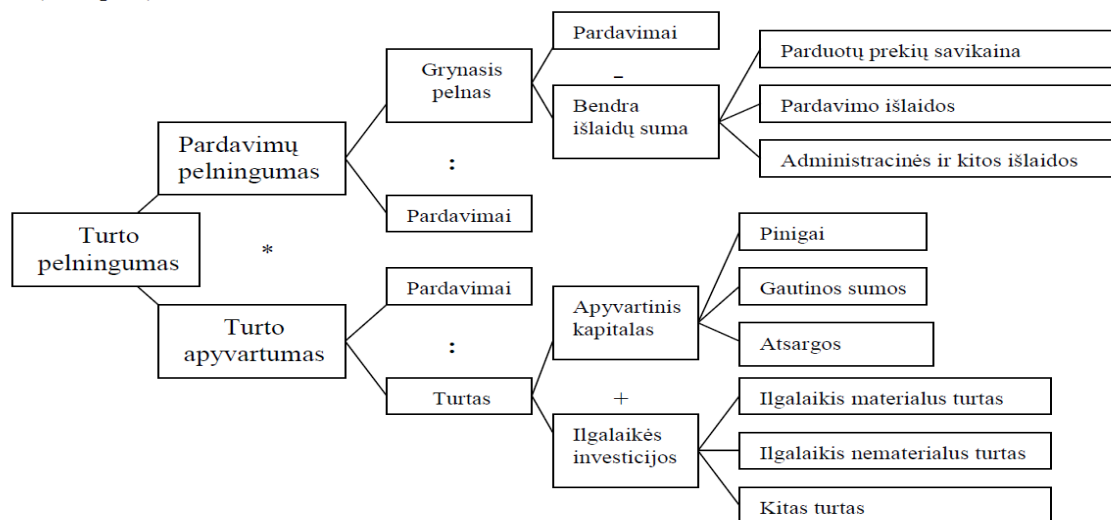 Pardavimai
Parduotų prekių savikaina
Grynasis
pelnas
-
Bendra
išlaidų suma
Pardavimo išlaidos
Pardavimų
pelningumas
:
Administracinės ir kitos išlaidos
Pardavimai
Turto
pelningumas
*
Pinigai
Pardavimai
Gautinos sumos
Apyvartinis
kapitalas
Turto
apyvartumas
:
Atsargos
Turtas
+
Ilgalaikis materialus turtas
Ilgalaikės
investicijos
Ilgalaikis nematerialus turtas
Kitas turtas